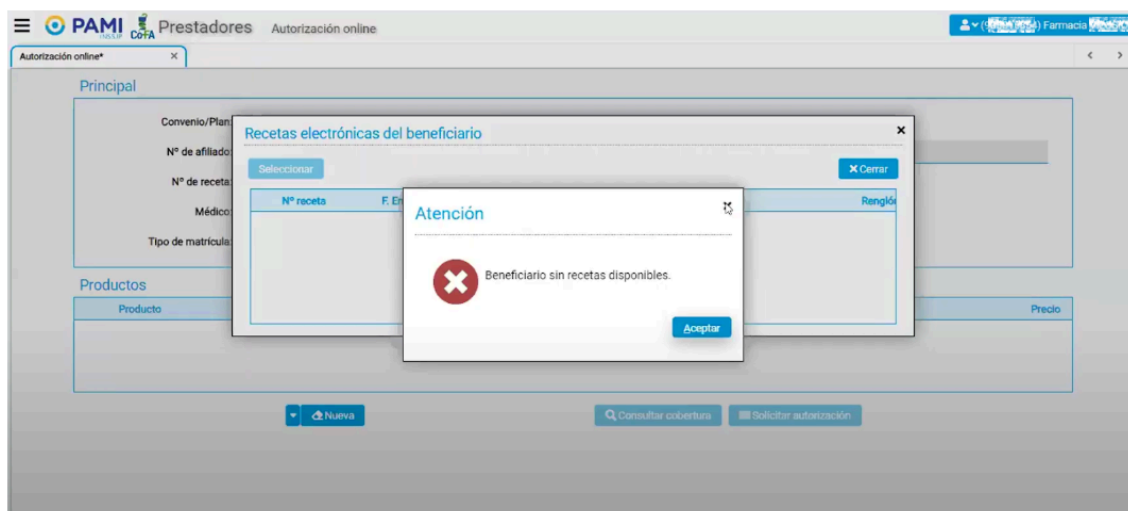 PAMI CoFA Prestadores Autorización online
Farmacia
Autorización online*
Principal
Convenio/Plan:
Nº de afiliado:
Nº de receta:
Médico:
Tipo de matrícula:
Recetas electrónicas del beneficiario
Seleccionar Cerrar
Nº receta F. Renglón
Atención
Beneficiario sin recetas disponibles.
Aceptar
Productos
Producto Precio
Nueva Consultar cobertura Solicitar autorización